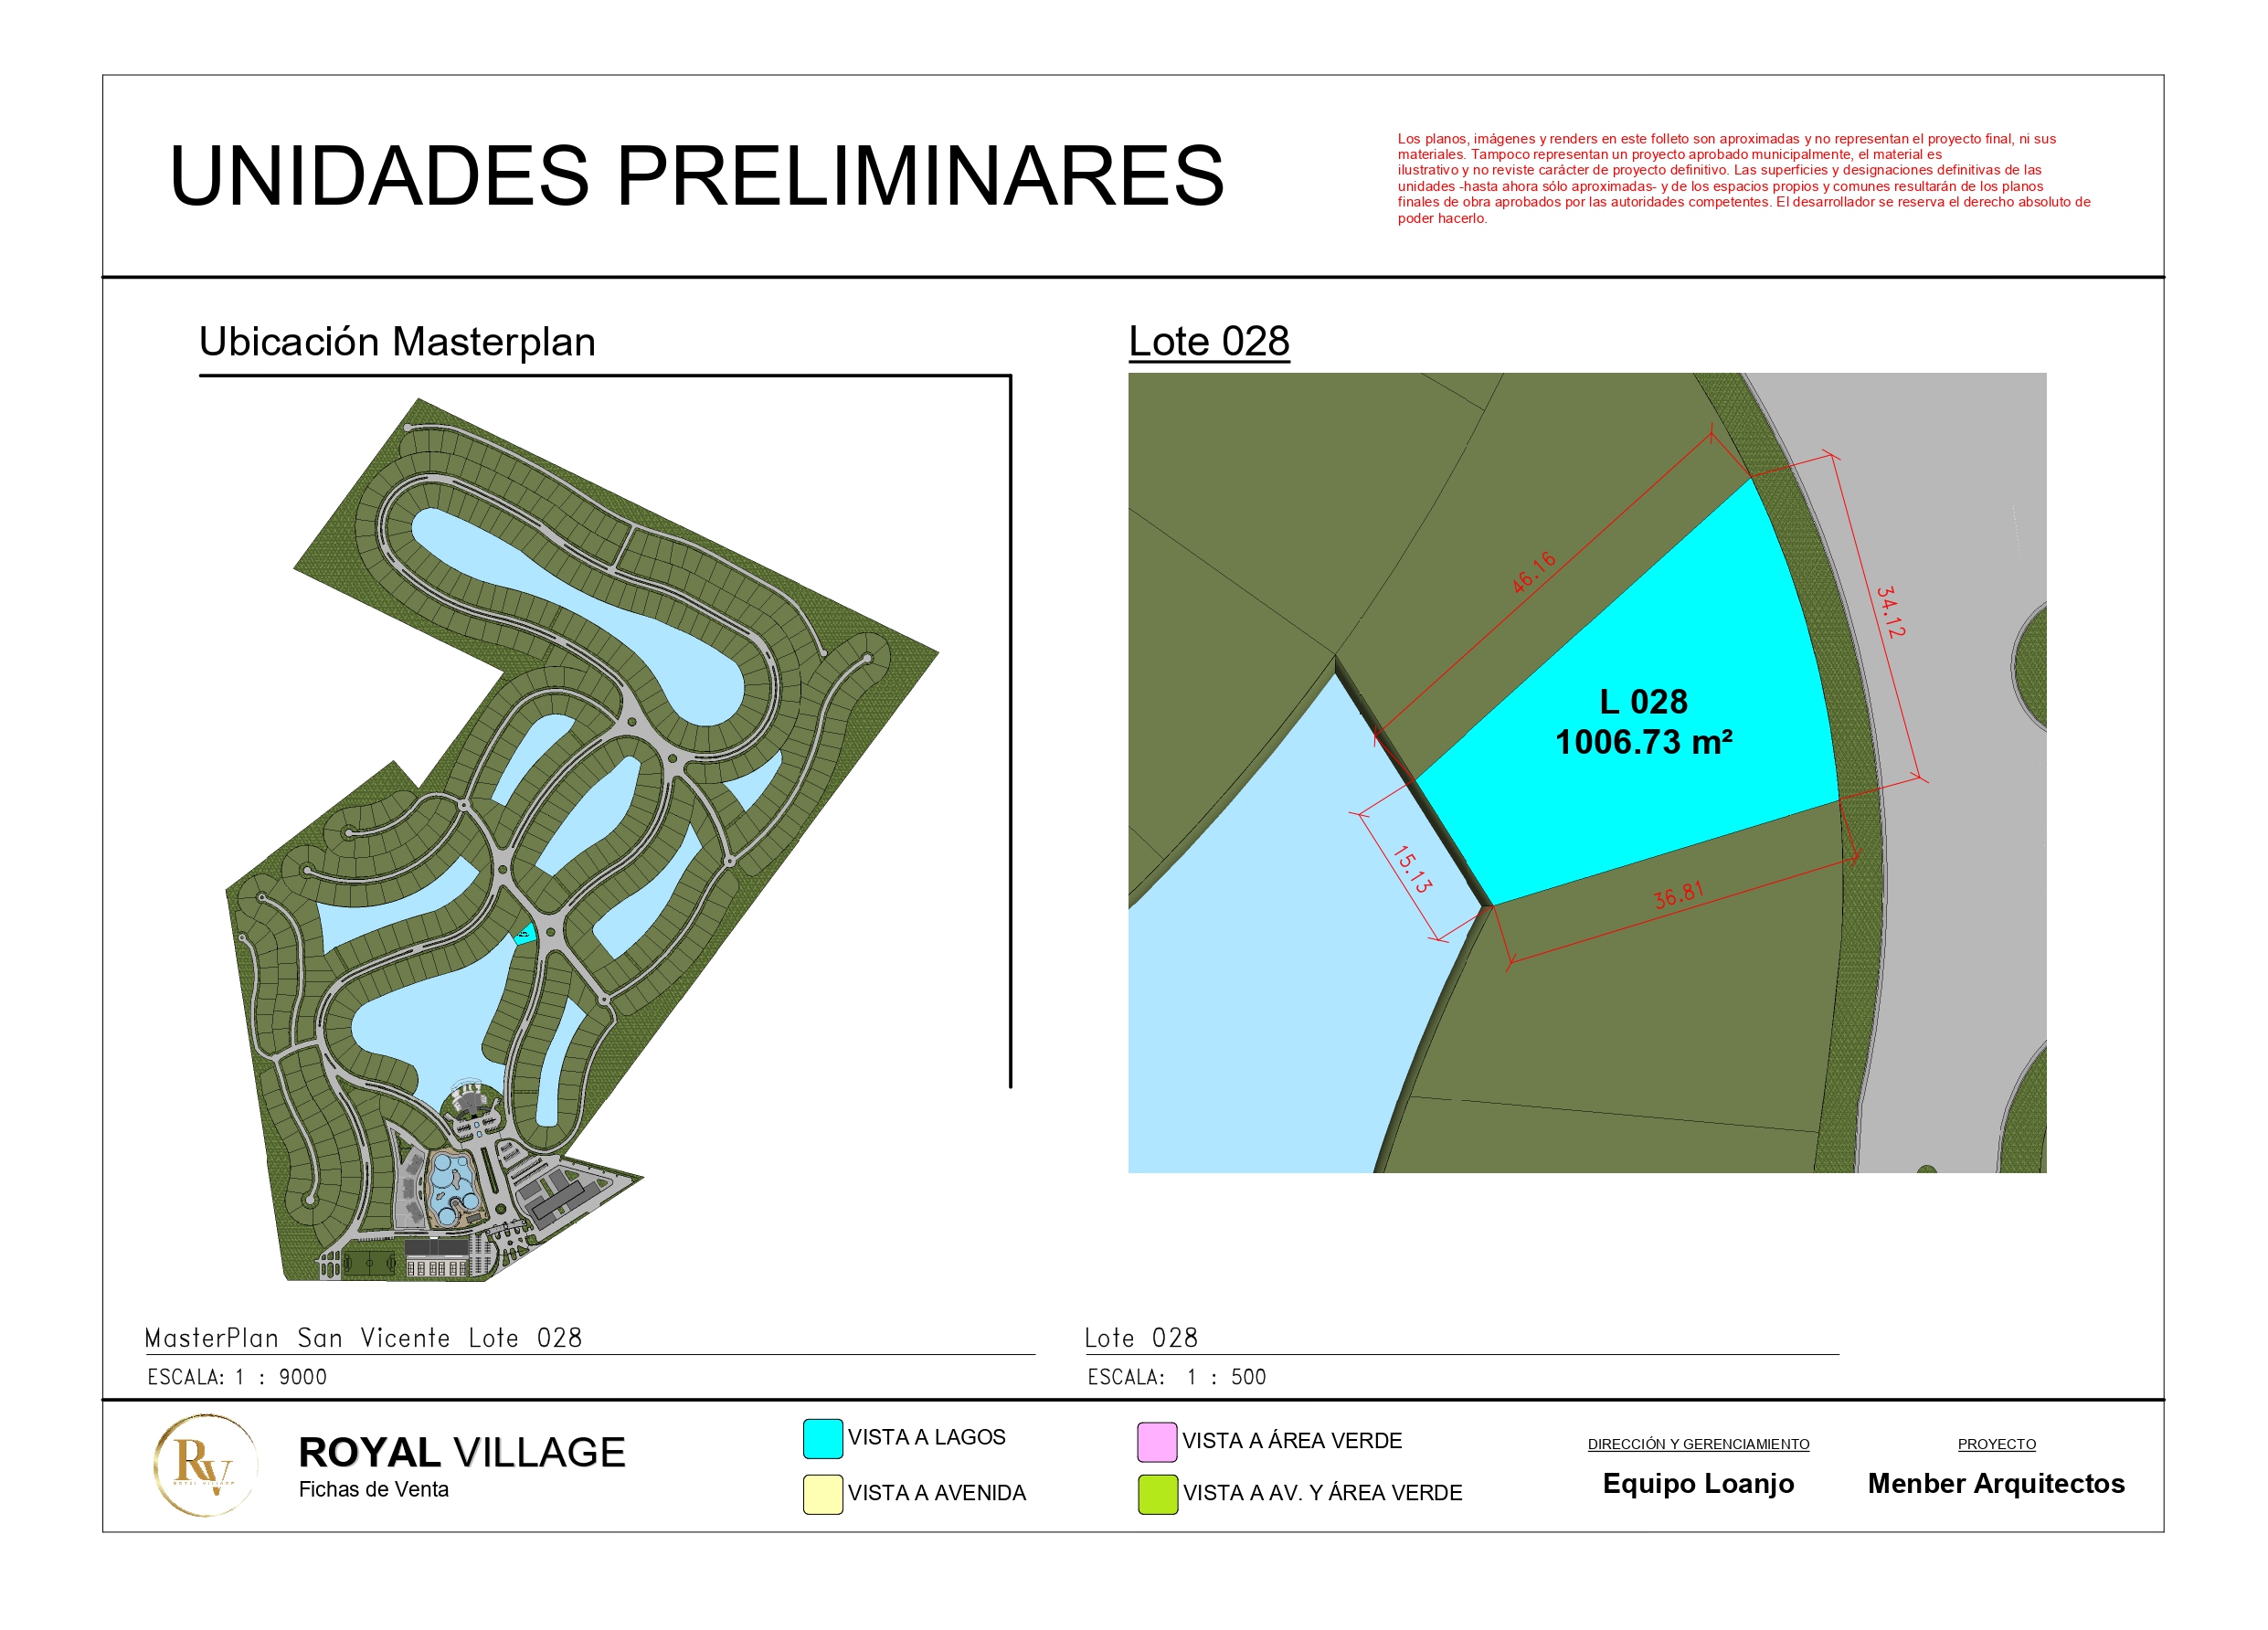 UNIDADES PRELIMINARES
Los planos, imágenes y renders en este folleto son aproximadas y no representan el proyecto final, ni sus
materiales. Tampoco representan un proyecto aprobado municipalmente, el material es
ilustrativo y no reviste carácter de proyecto definitivo. Las superficies y designaciones definitivas de las
unidades -hasta ahora sólo aproximadas- y de los espacios propios y comunes resultarán de los planos
finales de obra aprobados por las autoridades competentes. El desarrollador se reserva el derecho absoluto de
poder hacerlo.
Ubicación Masterplan
Lote 028
46.16
34.12
L 028
1006.73 m²
15.13
36.81
MasterPlan San Vicente Lote 028
ESCALA: 1 : 9000
Lote 028
ESCALA: 1 : 500
RV
ROYAL VILLAGE
ROYAL VILLAGE
Fichas de Venta
VISTA A LAGOS
VISTA A AVENIDA
VISTA A ÁREA VERDE
VISTA A AV. Y ÁREA VERDE
DIRECCIÓN Y GERENCIAMIENTO
Equipo Loanjo
PROYECTO
Menber Arquitectos